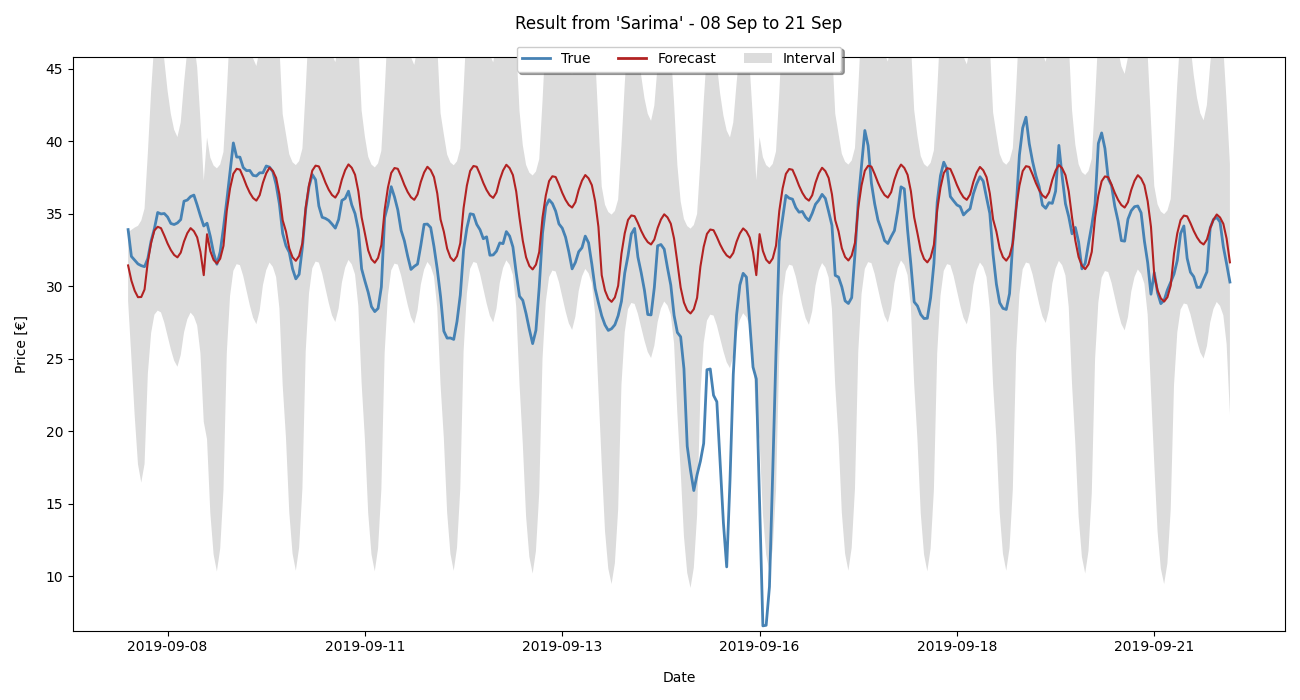 Result from 'Sarima' - 08 Sep to 21 Sep
True Forecast Interval
45
40
35
30
25
20
15
10
Price [€]
2019-09-08 2019-09-11 2019-09-13 2019-09-16 2019-09-18 2019-09-21
Date